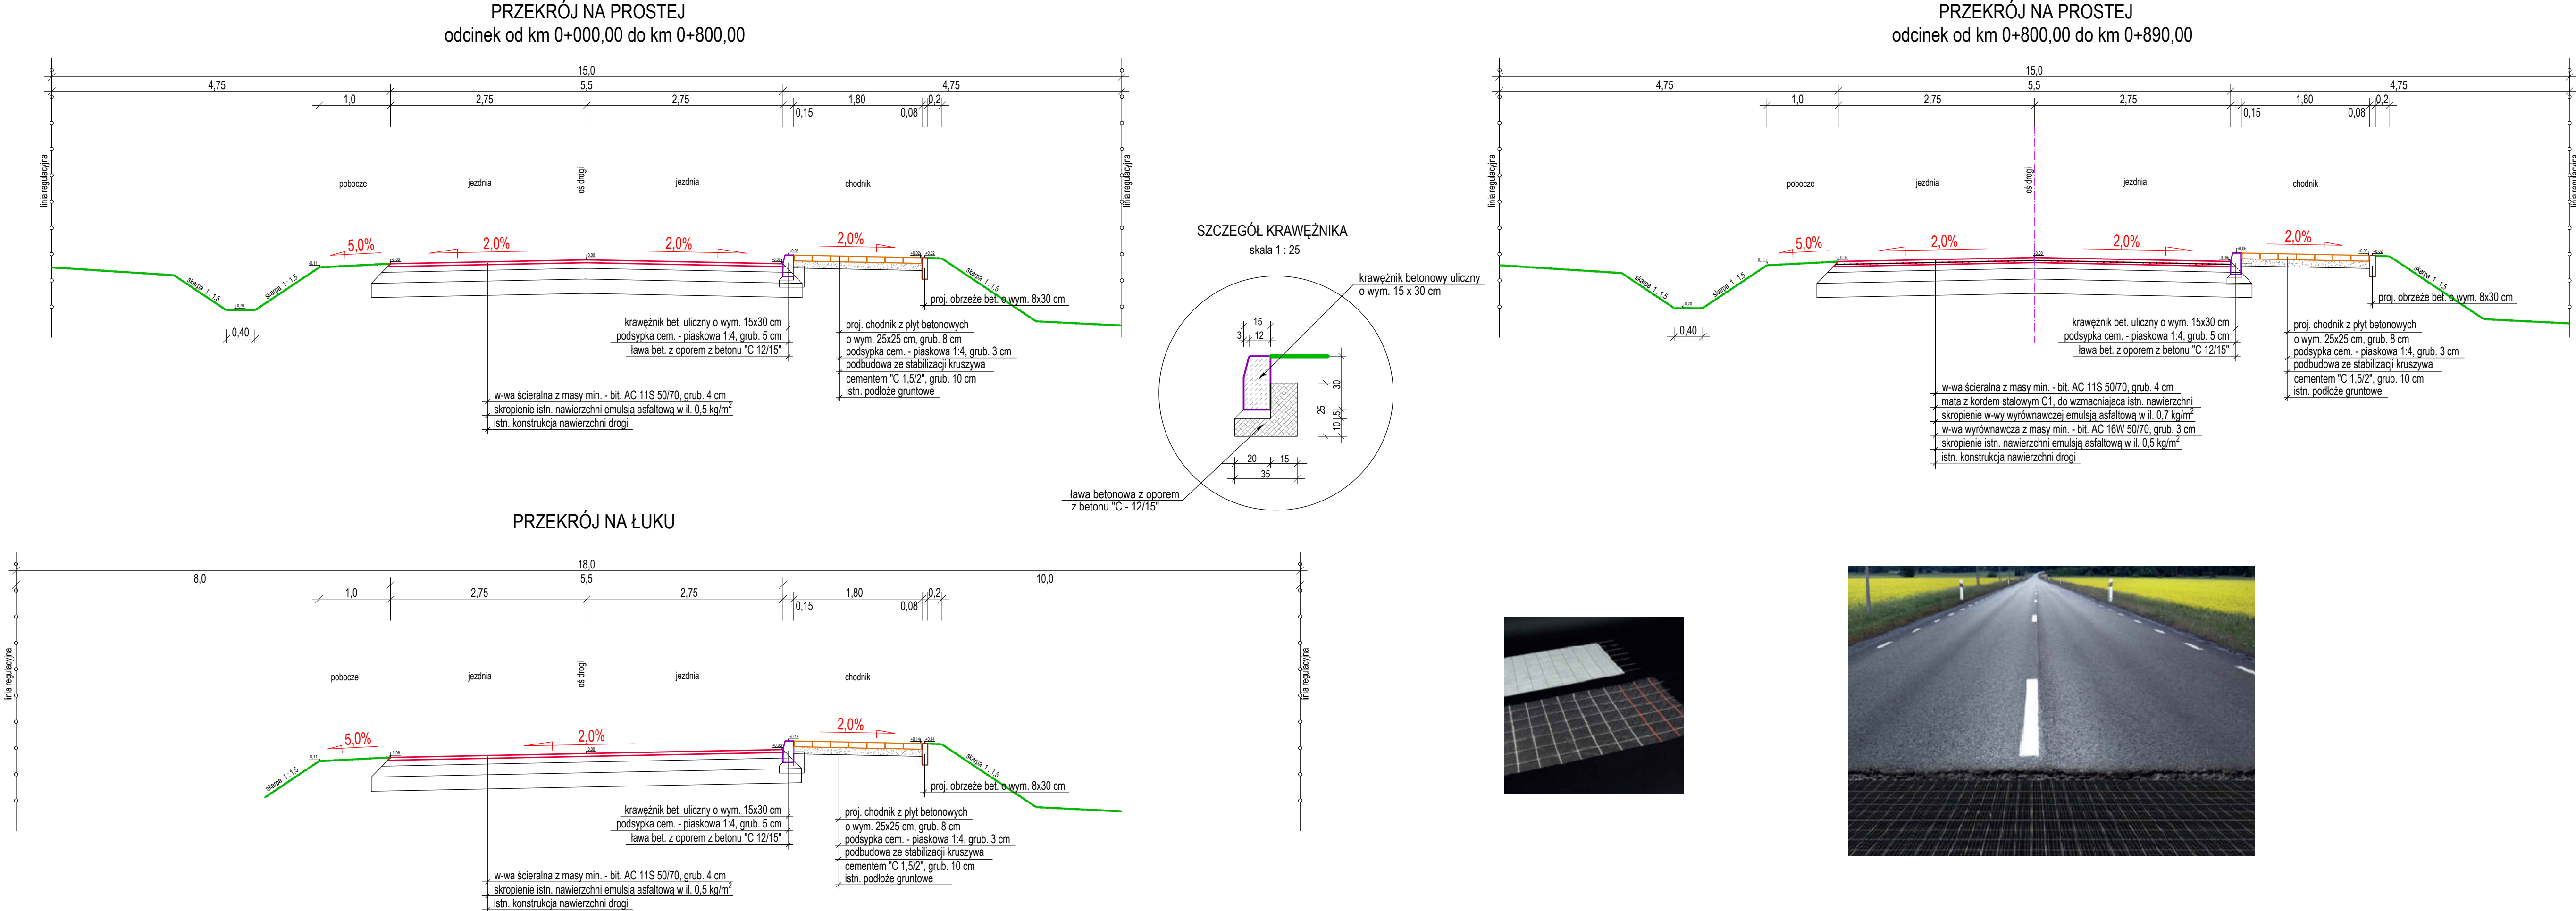 PRZEKRÓJ NA PROSTEJ
odcinek od km 0+000,00 do km 0+800,00
15,0
4,75
5,5
4,75
1,0
2,75
2,75
1,80
0,2
0,15
0,08
linia regulacyjna
pobocze
jezdnia
oś drogi
jezdnia
chodnik
linia regulacyjna
5,0%
2,0%
2,0%
2,0%
skarpa 1:1,5
skarpa 1:1,5
skarpa 1:1,5
0,40
proj. obrzeże bet. o wym. 8x30 cm
krawężnik bet. uliczny o wym. 15x30 cm
podsypka cem. - piaskowa 1:4, grub. 5 cm
ława bet. z oporem z betonu "C 12/15"
proj. chodnik z płyt betonowych
o wym. 25x25 cm, grub. 8 cm
podsypka cem. - piaskowa 1:4, grub. 3 cm
podbudowa ze stabilizacji kruszywa
cementem "C 1,5/2", grub. 10 cm
istn. podłoże gruntowe
w-wa ścieralna z masy min. - bit. AC 11S 50/70, grub. 4 cm
skropienie istn. nawierzchni emulsją asfaltową w il. 0,5 kg/m²
istn. konstrukcja nawierzchni drogi
SZCZEGÓŁ KRAWĘŻNIKA
skala 1 : 25
krawężnik betonowy uliczny
o wym. 15 x 30 cm
15
3
12
30
25
5
10
20
15
35
ława betonowa z oporem
z betonu "C - 12/15"
PRZEKRÓJ NA PROSTEJ
odcinek od km 0+800,00 do km 0+890,00
15,0
4,75
5,5
4,75
1,0
2,75
2,75
1,80
0,2
0,15
0,08
linia regulacyjna
pobocze
jezdnia
oś drogi
jezdnia
chodnik
linia regulacyjna
5,0%
2,0%
2,0%
2,0%
skarpa 1:1,5
skarpa 1:1,5
skarpa 1:1,5
0,40
proj. obrzeże bet. o wym. 8x30 cm
krawężnik bet. uliczny o wym. 15x30 cm
podsypka cem. - piaskowa 1:4, grub. 5 cm
ława bet. z oporem z betonu "C 12/15"
proj. chodnik z płyt betonowych
o wym. 25x25 cm, grub. 8 cm
podsypka cem. - piaskowa 1:4, grub. 3 cm
podbudowa ze stabilizacji kruszywa
cementem "C 1,5/2", grub. 10 cm
istn. podłoże gruntowe
w-wa ścieralna z masy min. - bit. AC 11S 50/70, grub. 4 cm
mata z kordem stalowym C1, do wzmacniająca istn. nawierzchni
skropienie w-wy wyrównawczej emulsją asfaltową w il. 0,7 kg/m²
w-wa wyrównawcza z masy min. - bit. AC 16W 50/70, grub. 3 cm
skropienie istn. nawierzchni emulsją asfaltową w il. 0,5 kg/m²
istn. konstrukcja nawierzchni drogi
PRZEKRÓJ NA ŁUKU
18,0
8,0
5,5
10,0
1,0
2,75
2,75
1,80
0,2
0,15
0,08
linia regulacyjna
pobocze
jezdnia
oś drogi
jezdnia
chodnik
linia regulacyjna
5,0%
2,0%
2,0%
skarpa 1:1,5
skarpa 1:1,5
proj. obrzeże bet. o wym. 8x30 cm
krawężnik bet. uliczny o wym. 15x30 cm
podsypka cem. - piaskowa 1:4, grub. 5 cm
ława bet. z oporem z betonu "C 12/15"
proj. chodnik z płyt betonowych
o wym. 25x25 cm, grub. 8 cm
podsypka cem. - piaskowa 1:4, grub. 3 cm
podbudowa ze stabilizacji kruszywa
cementem "C 1,5/2", grub. 10 cm
istn. podłoże gruntowe
w-wa ścieralna z masy min. - bit. AC 11S 50/70, grub. 4 cm
skropienie istn. nawierzchni emulsją asfaltową w il. 0,5 kg/m²
istn. konstrukcja nawierzchni drogi